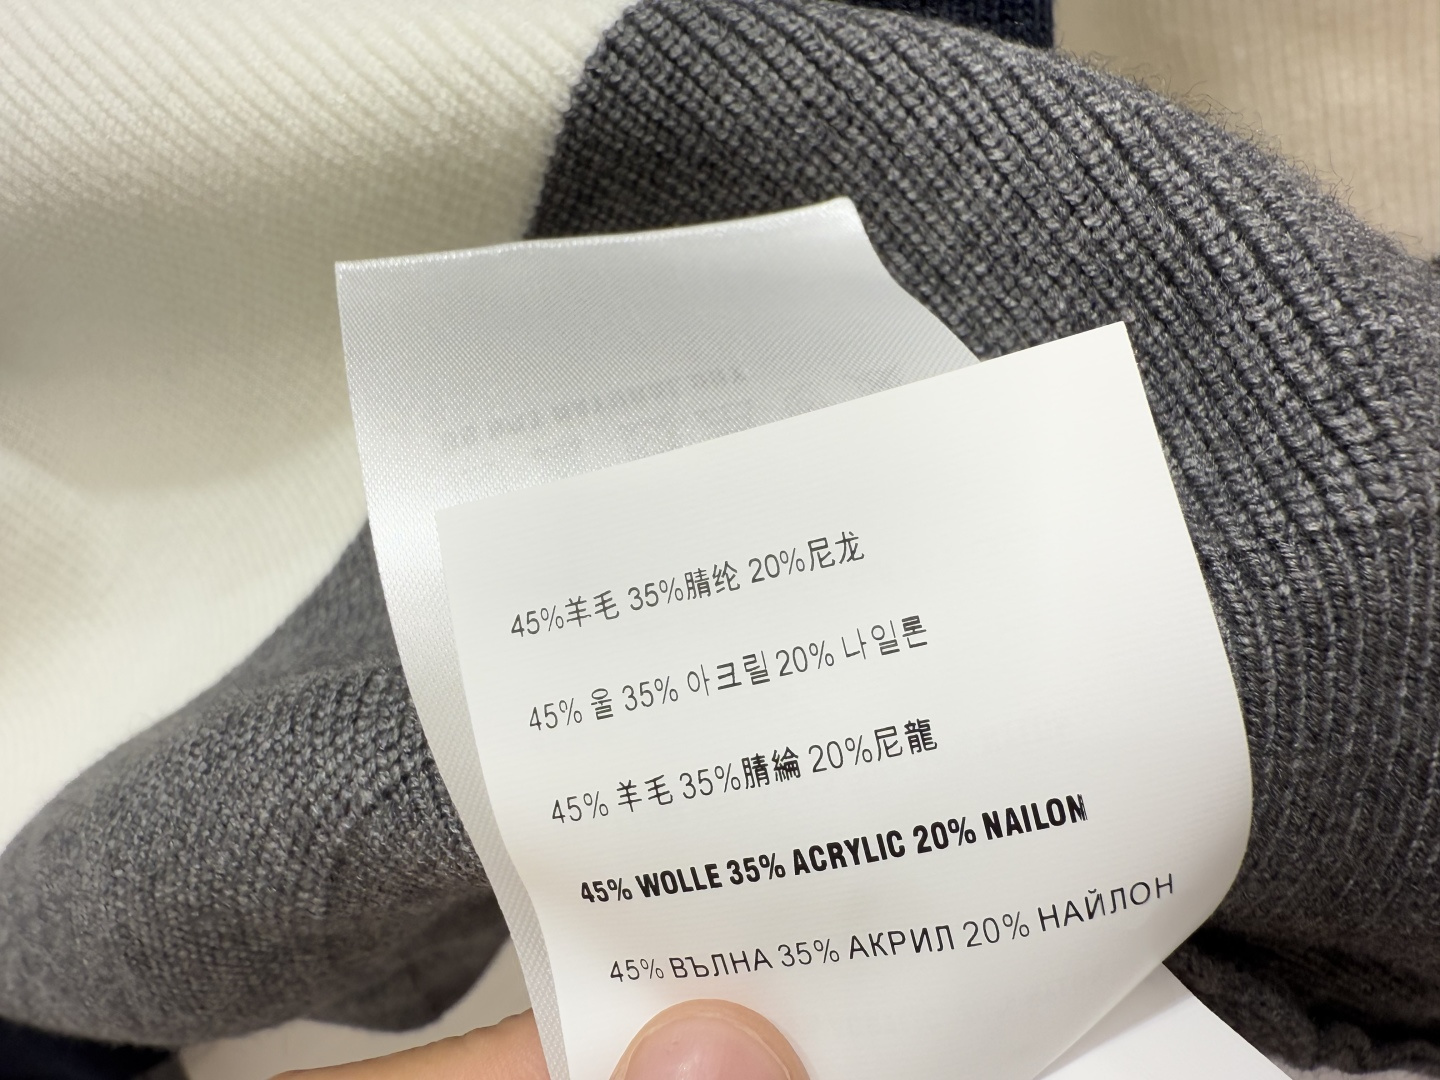 45%羊毛 35%腈纶 20%尼龙
45% 울 35% 아크릴 20% 나일론
45% 羊毛 35%腈綸 20%尼龍
45% WOLLE 35% ACRYLIC 20% NAILON
45% ВЪЛНА 35% АКРИЛ 20% НАЙЛОН